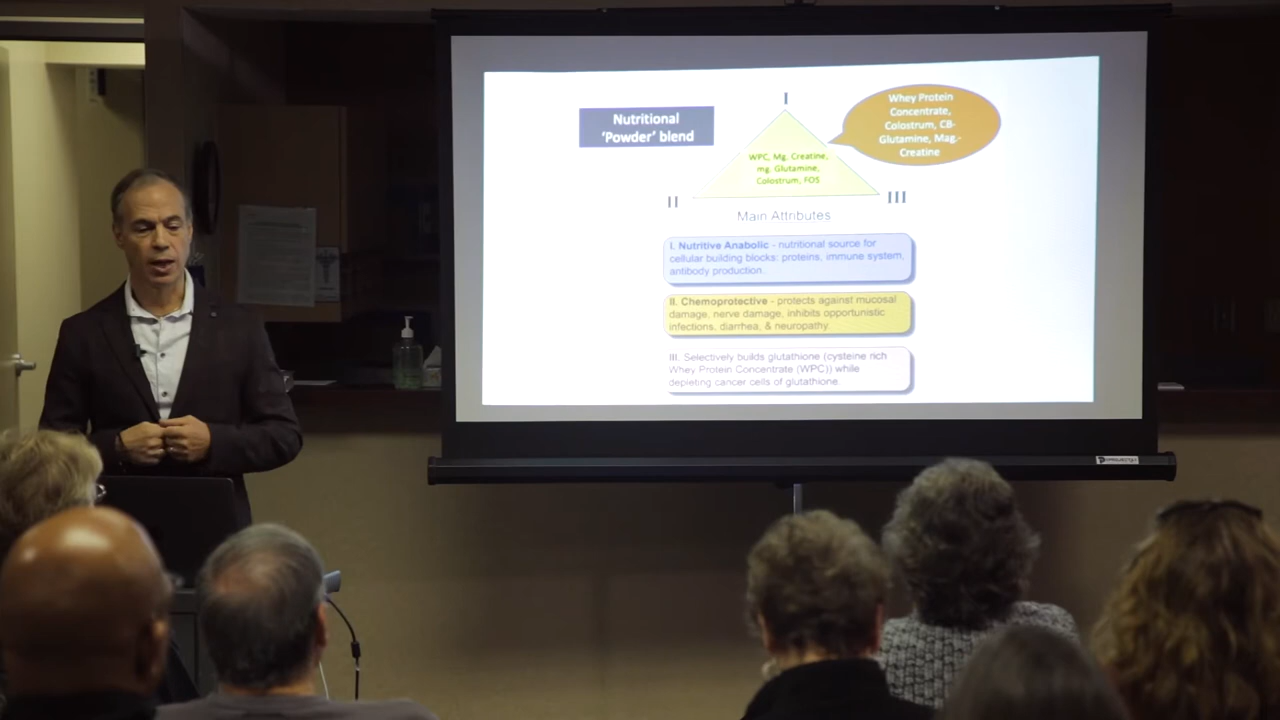 I
Nutritional
'Powder' blend
Whey Protein
Concentrate,
Colostrum, CB-
Glutamine, Mag.-
Creatine
WPC, Mg. Creatine,
mg. Glutamine,
Colostrum, FOS
II
III
Main Attributes
I. Nutritive Anabolic - nutritional source for
cellular building blocks: proteins, immune system,
antibody production.
II. Chemoprotective - protects against mucosal
damage, nerve damage, inhibits opportunistic
infections, diarrhea, & neuropathy.
III. Selectively builds glutathione (cysteine rich
Whey Protein Concentrate (WPC)) while
depleting cancer cells of glutathione.